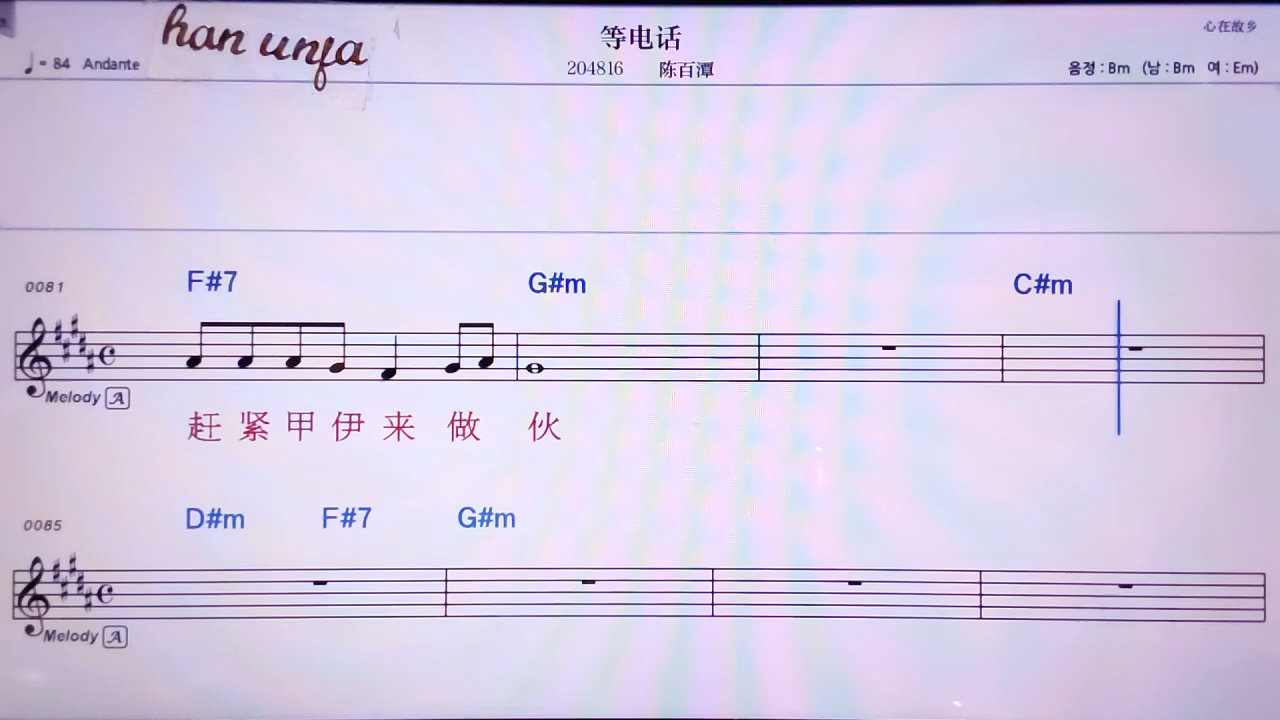 han unfa
等电话
心在故乡
♩= 84 Andante
204816 陈百潭
음정 : Bm (남 : Bm 여 : Em)
F#7 G#m C#m
0081
Melody A
赶 紧 甲 伊 来 做 伙
D#m F#7 G#m
0085
Melody A